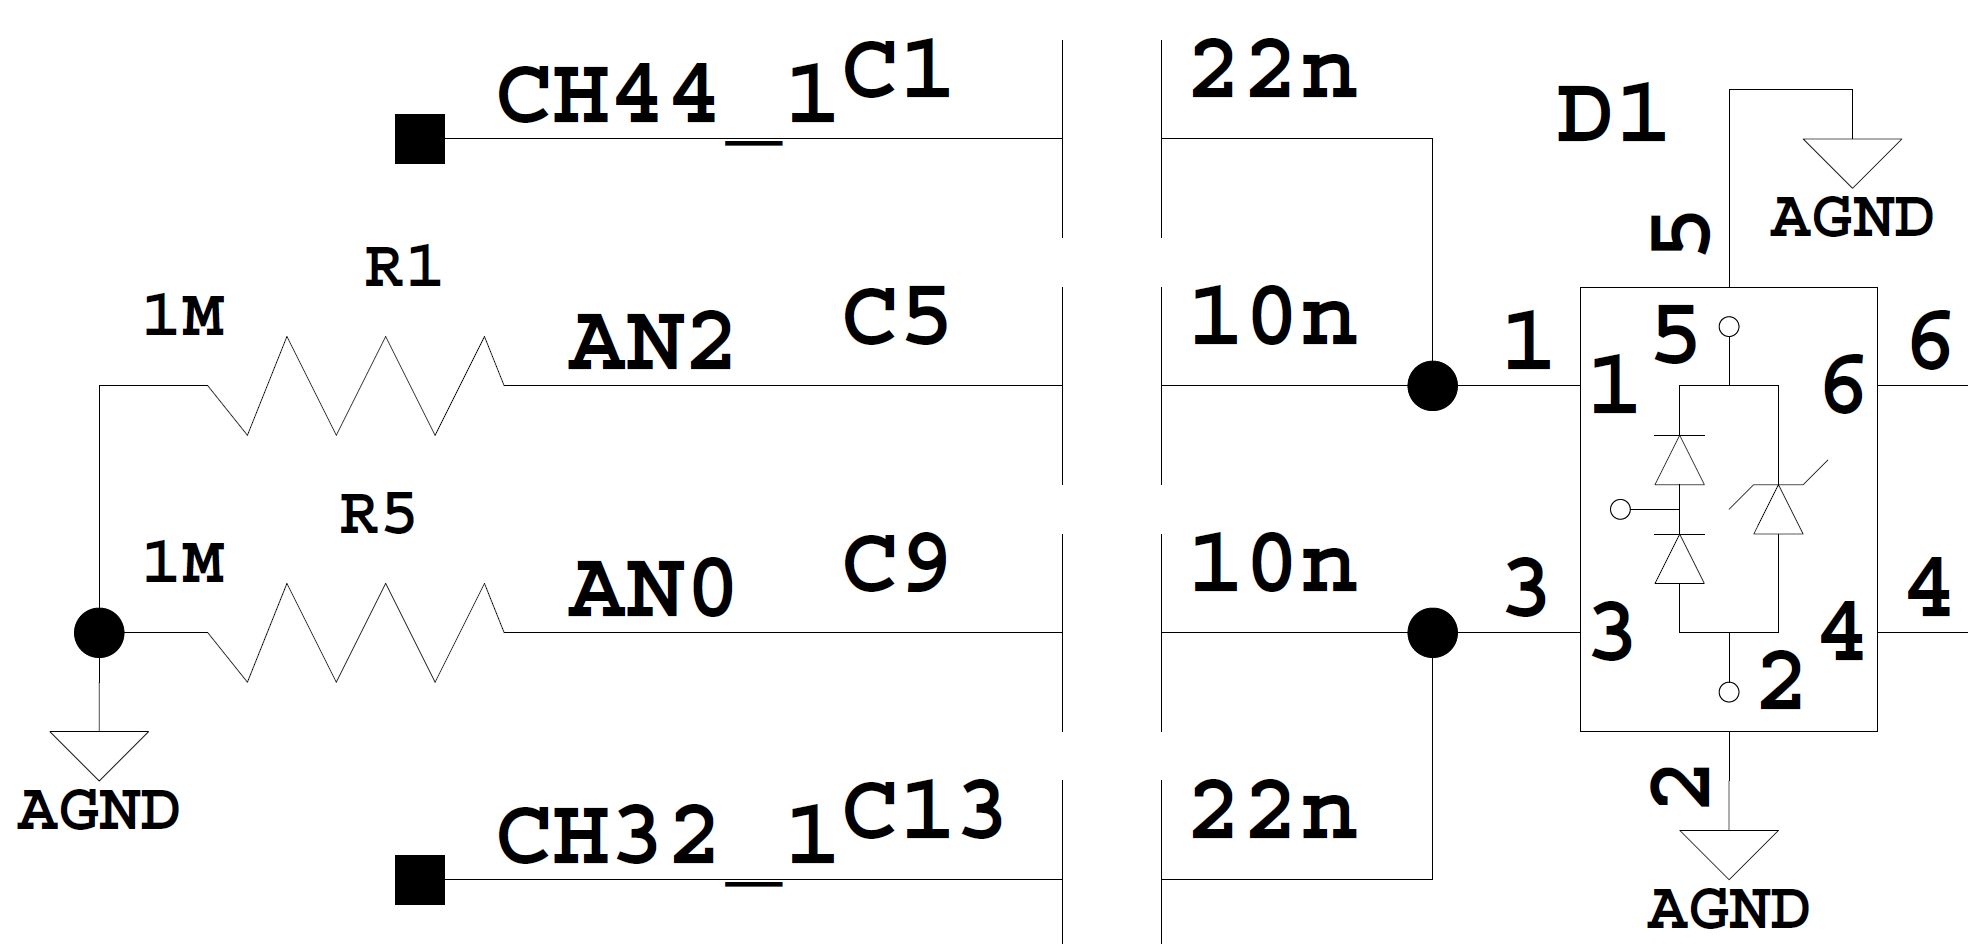 CH44_1 C1 22n
D1
AGND
5
R1
1M
AN2 C5 10n
1
1 5 6
6
R5
1M
AN0 C9 10n
3
3 4
4
2
2
AGND
CH32_1 C13 22n
AGND